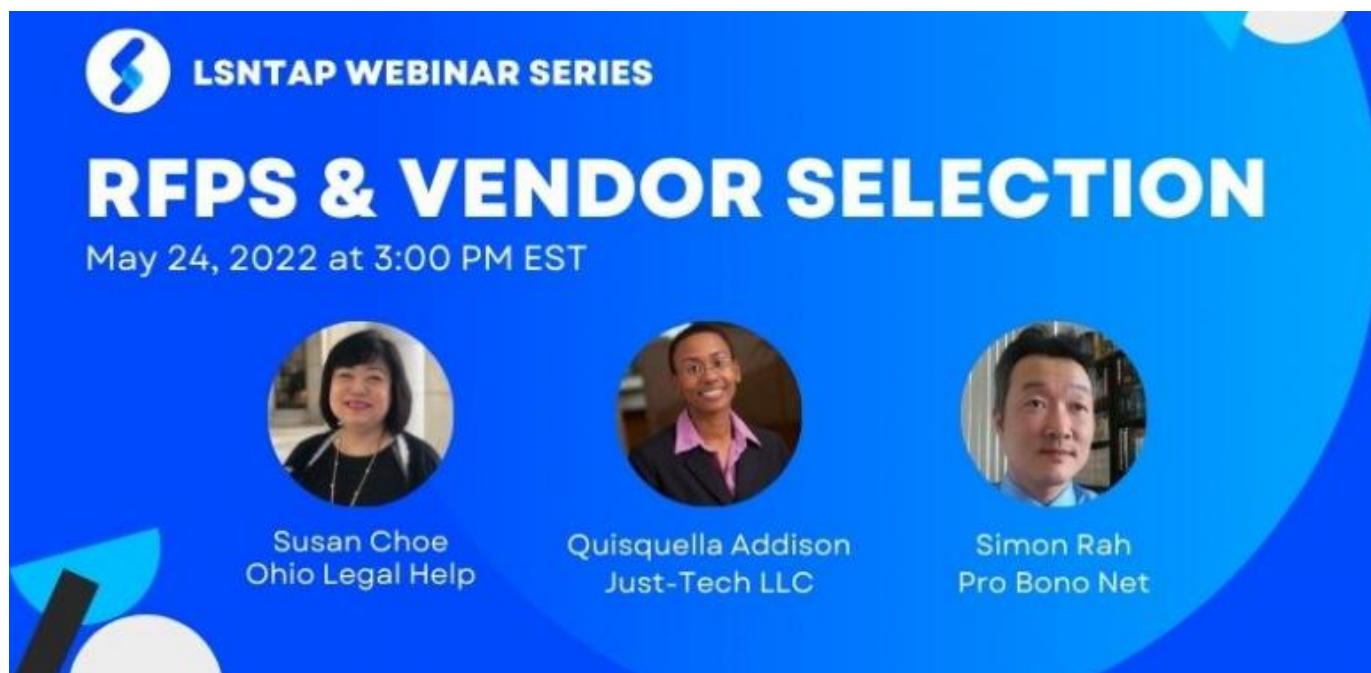 LSNTAP WEBINAR SERIES
RFPS & VENDOR SELECTION
May 24, 2022 at 3:00 PM EST
Susan Choe
Ohio Legal Help
Quisquella Addison
Just-Tech LLC
Simon Rah
Pro Bono Net